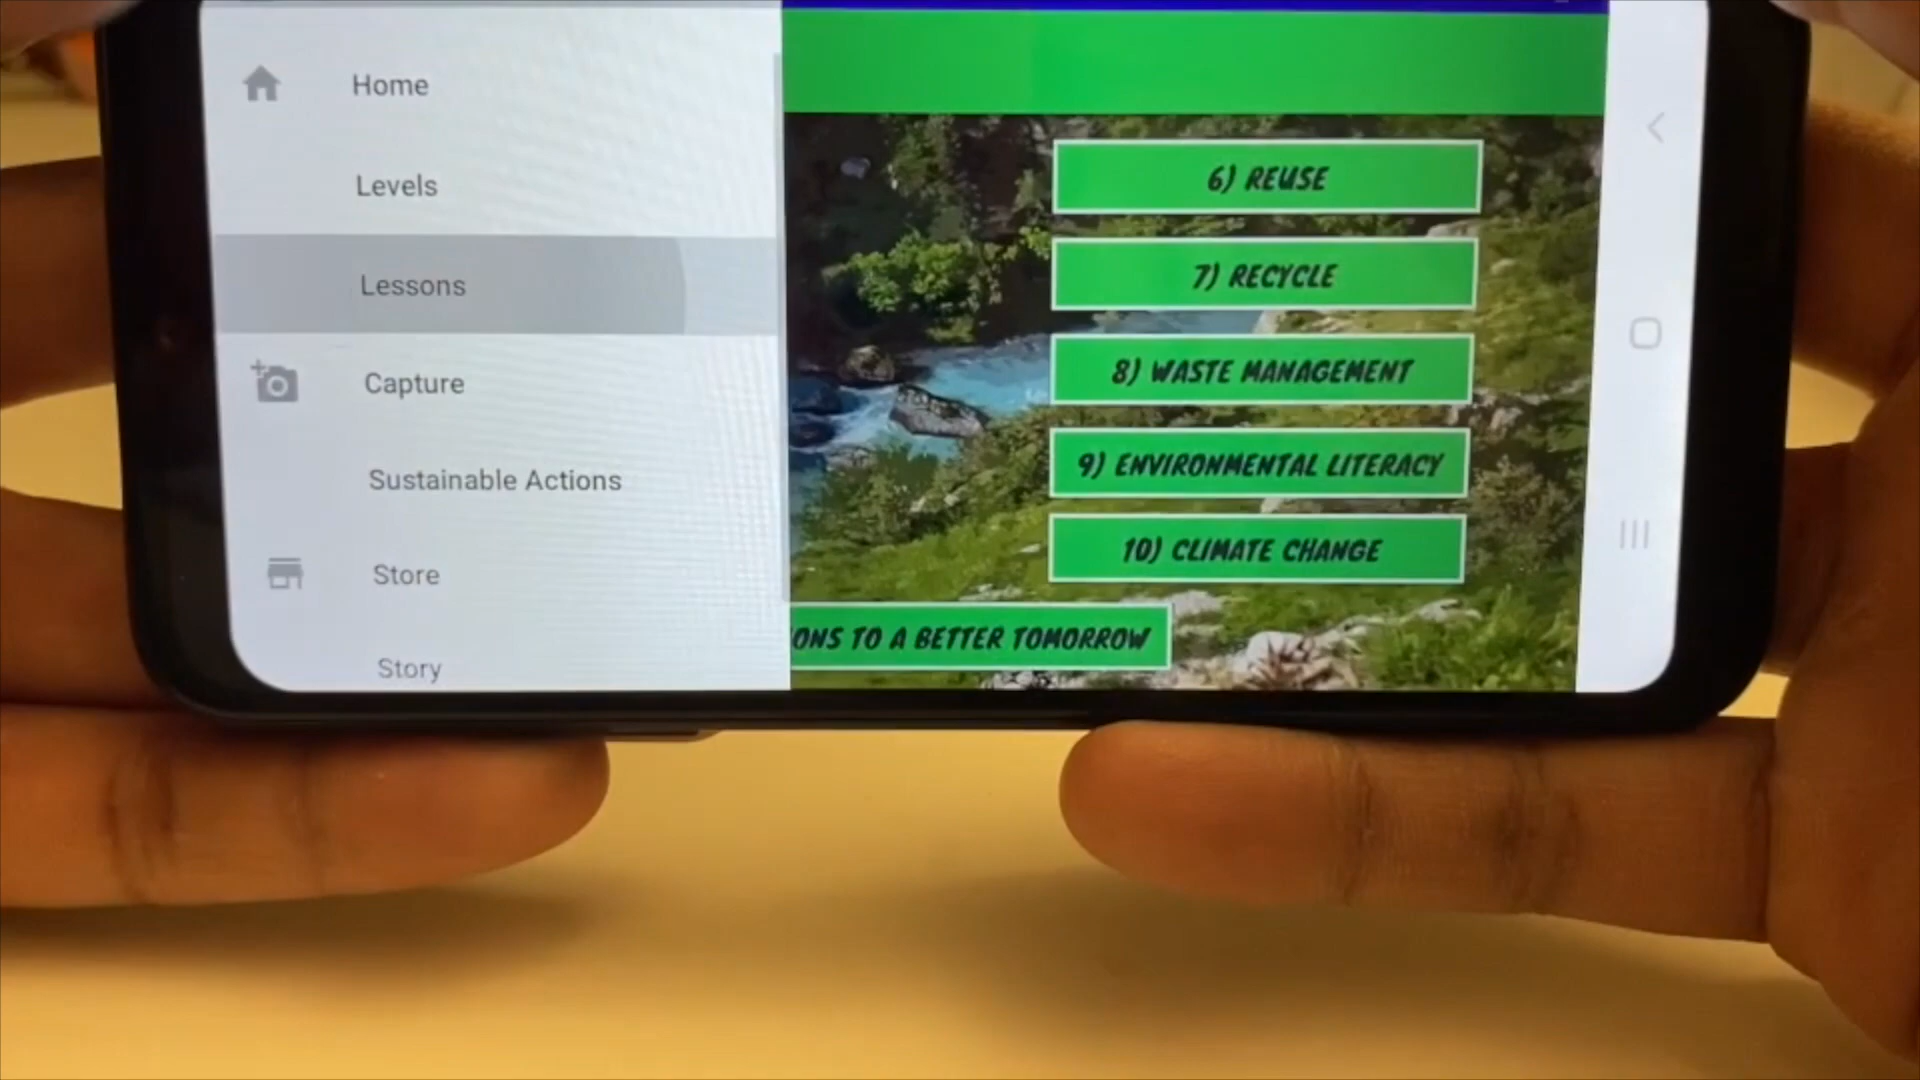 Home
Levels
Lessons
Capture
Sustainable Actions
Store
Story
6) REUSE
7) RECYCLE
8) WASTE MANAGEMENT
9) ENVIRONMENTAL LITERACY
10) CLIMATE CHANGE
ONS TO A BETTER TOMORROW